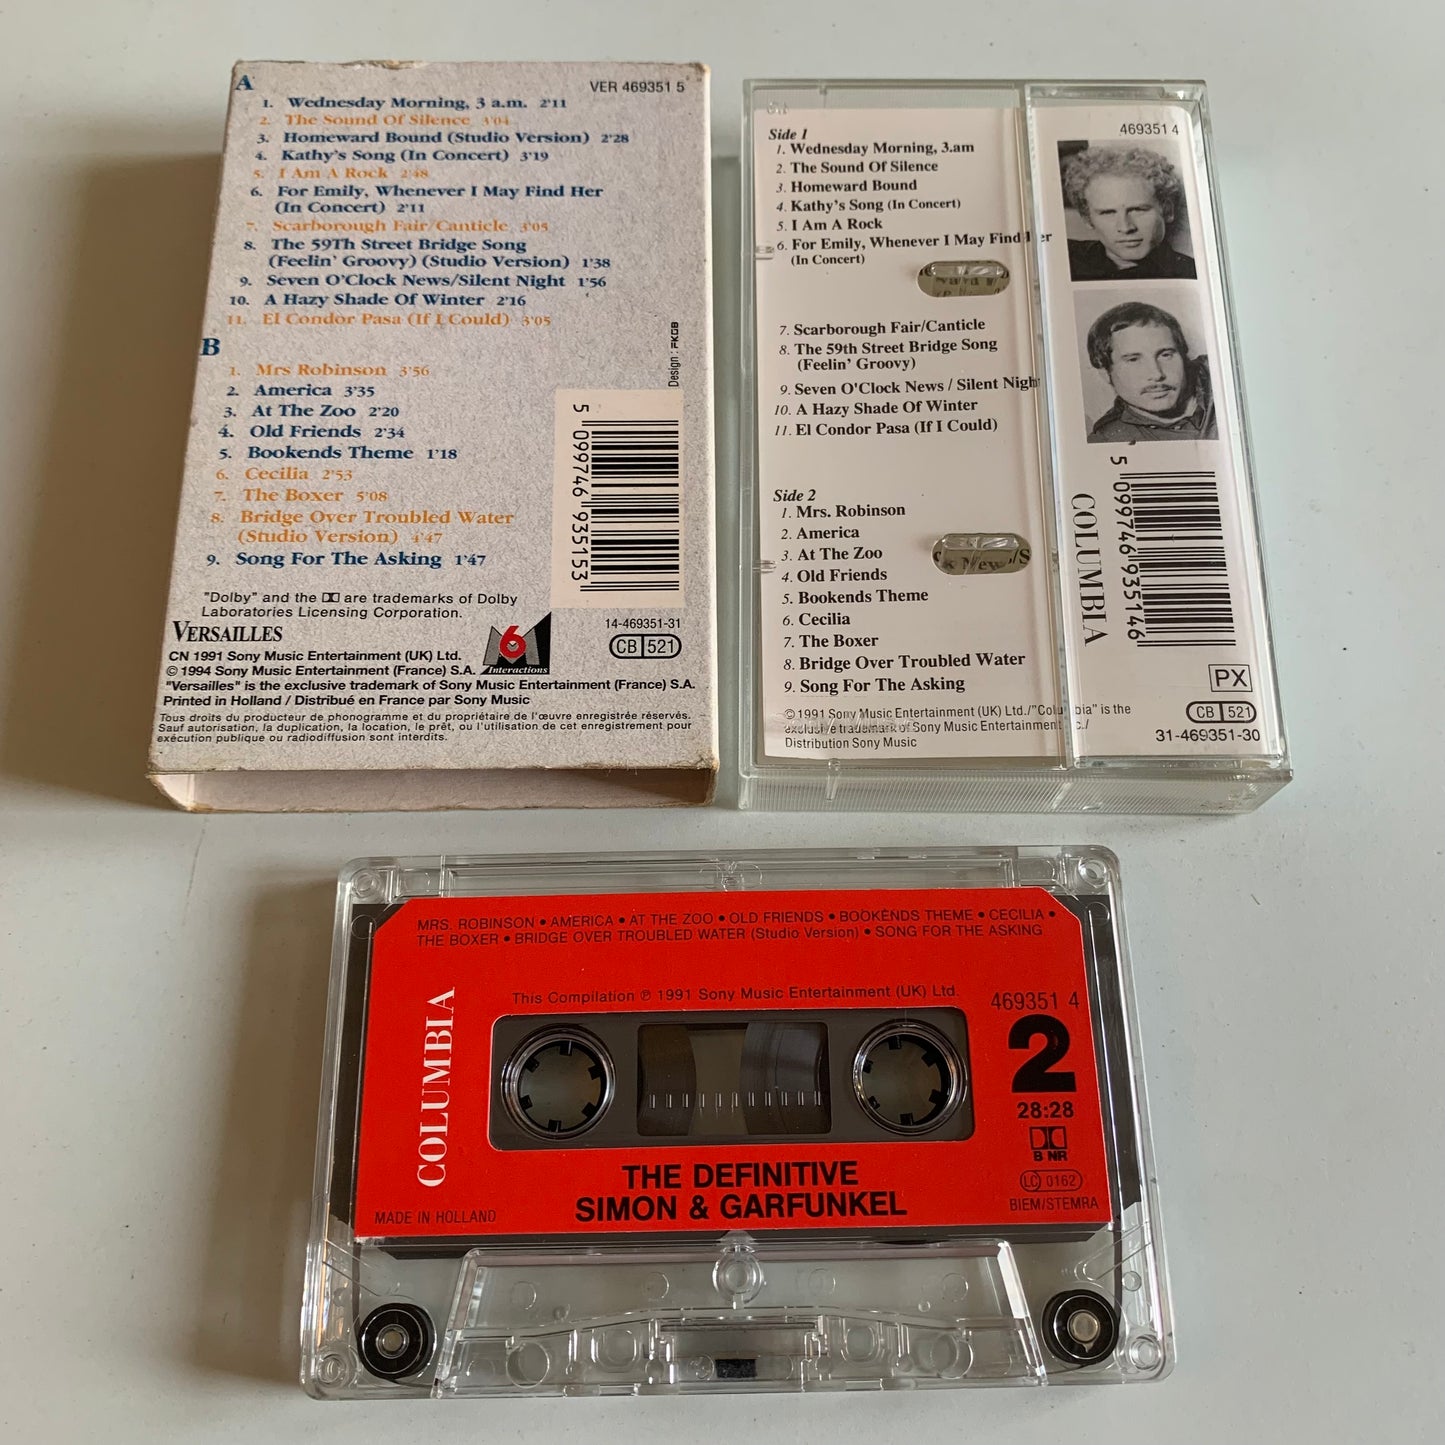 A
VER 469351 5
1. Wednesday Morning, 3 a.m. 2'11
2. The Sound Of Silence 3'04
3. Homeward Bound (Studio Version) 2'28
4. Kathy's Song (In Concert) 3'19
5. I Am A Rock 2'48
6. For Emily, Whenever I May Find Her
(In Concert) 2'11
7. Scarborough Fair/Canticle 3'05
8. The 59Th Street Bridge Song
(Feelin' Groovy) (Studio Version) 1'38
9. Seven O'Clock News/Silent Night 1'56
10. A Hazy Shade Of Winter 2'16
11. El Condor Pasa (If I Could) 3'05
B
1. Mrs Robinson 3'56
2. America 3'35
3. At The Zoo 2'20
4. Old Friends 2'34
5. Bookends Theme 1'18
6. Cecilia 2'53
7. The Boxer 5'08
8. Bridge Over Troubled Water
(Studio Version) 4'47
9. Song For The Asking 1'47
Design : FKGB
5 099746 935153
"Dolby" and the are trademarks of Dolby
Laboratories Licensing Corporation.
VERSAILLES
M6
Interactions
14-469351-31
CB 521
CN 1991 Sony Music Entertainment (UK) Ltd.
© 1994 Sony Music Entertainment (France) S.A.
"Versailles" is the exclusive trademark of Sony Music Entertainment (France) S.A.
Printed in Holland / Distribué en France par Sony Music
Tous droits du producteur de phonogramme et du propriétaire de l'œuvre enregistrée réservés.
Sauf autorisation, la duplication, la location, le prêt, ou l'utilisation de cet enregistrement pour
exécution publique ou radiodiffusion sont interdits.
Side 1
1. Wednesday Morning, 3.am
2. The Sound Of Silence
3. Homeward Bound
4. Kathy's Song (In Concert)
5. I Am A Rock
6. For Emily, Whenever I May Find Her
(In Concert)
7. Scarborough Fair/Canticle
8. The 59th Street Bridge Song
(Feelin' Groovy)
9. Seven O'Clock News / Silent Night
10. A Hazy Shade Of Winter
11. El Condor Pasa (If I Could)
Side 2
1. Mrs. Robinson
2. America
3. At The Zoo
4. Old Friends
5. Bookends Theme
6. Cecilia
7. The Boxer
8. Bridge Over Troubled Water
9. Song For The Asking
© 1991 Sony Music Entertainment (UK) Ltd./"Columbia" is the
exclusive trademark of Sony Music Entertainment Inc./
Distribution Sony Music
469351 4
COLUMBIA
5 099746 935146
PX
CB 521
31-469351-30
MRS. ROBINSON • AMERICA • AT THE ZOO • OLD FRIENDS • BOOKENDS THEME • CECILIA •
THE BOXER • BRIDGE OVER TROUBLED WATER (Studio Version) • SONG FOR THE ASKING
This Compilation ℗ 1991 Sony Music Entertainment (UK) Ltd.
469351 4
COLUMBIA
2
28:28
B NR
LC 0162
BIEM/STEMRA
THE DEFINITIVE
SIMON & GARFUNKEL
MADE IN HOLLAND